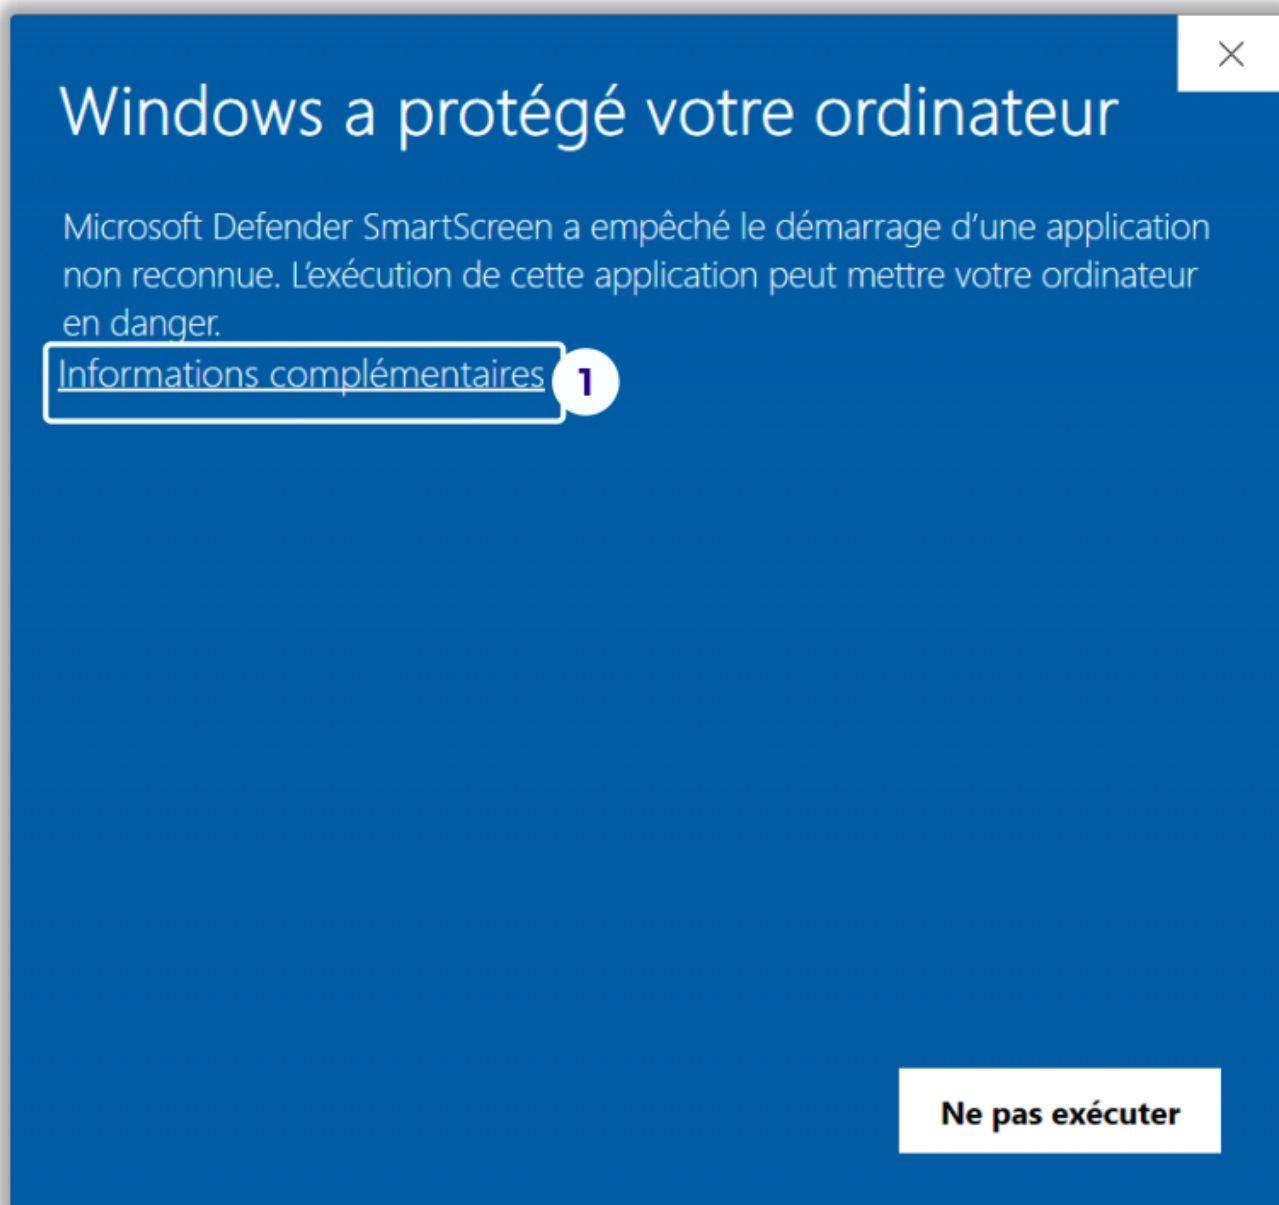 Windows a protégé votre ordinateur
Microsoft Defender SmartScreen a empêché le démarrage d’une application
non reconnue. L’exécution de cette application peut mettre votre ordinateur
en danger.
Informations complémentaires
1
Ne pas exécuter